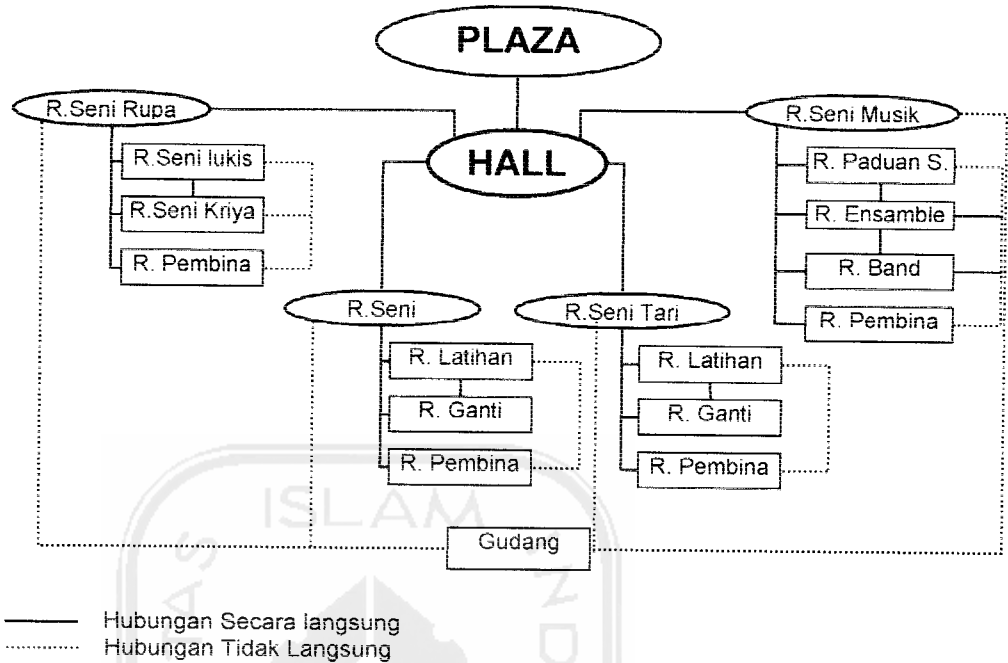 PLAZA
R.Seni Rupa
HALL
R.Seni Musik
R.Seni lukis
R.Seni Kriya
R. Pembina
R. Paduan S.
R. Ensamble
R. Band
R. Pembina
R.Seni
R. Latihan
R. Ganti
R. Pembina
R.Seni Tari
R. Latihan
R. Ganti
R. Pembina
Gudang
ISLAM
Hubungan Secara langsung
Hubungan Tidak Langsung